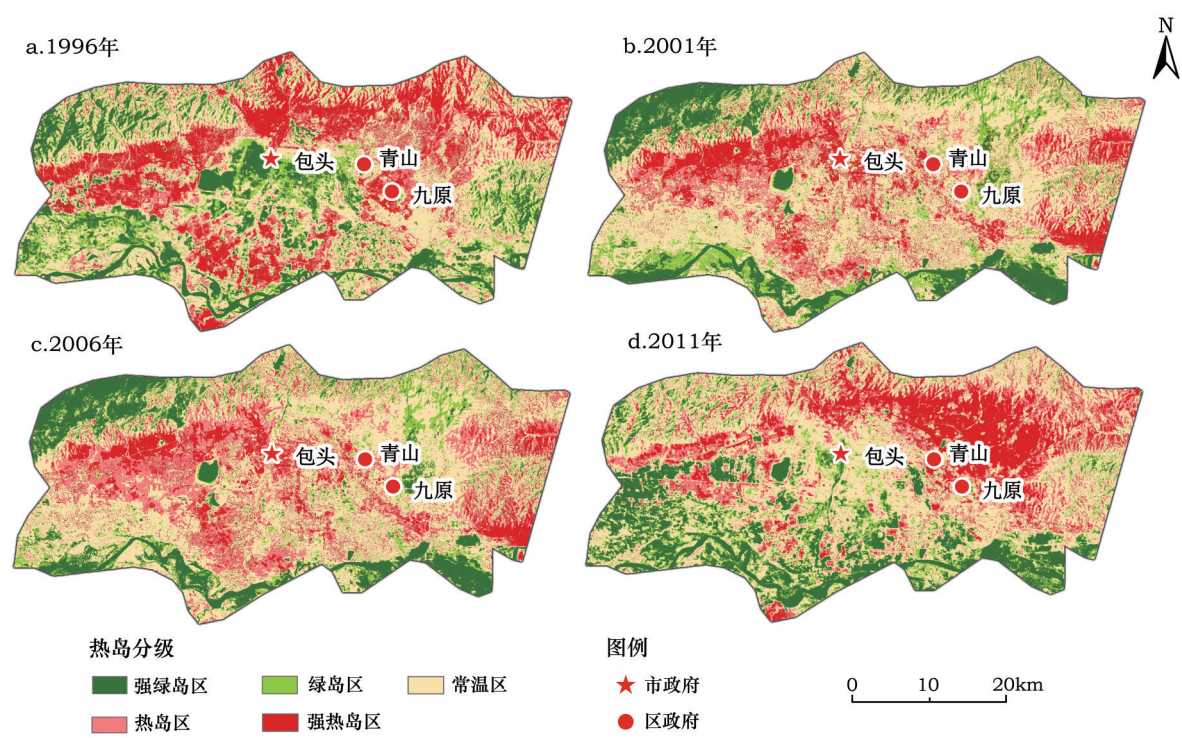 a.1996年
b.2001年
N
包头
青山
九原
包头
青山
九原
c.2006年
d.2011年
包头
青山
九原
包头
青山
九原
热岛分级
图例
强绿岛区
绿岛区
常温区
市政府
0 10 20km
热岛区
强热岛区
区政府